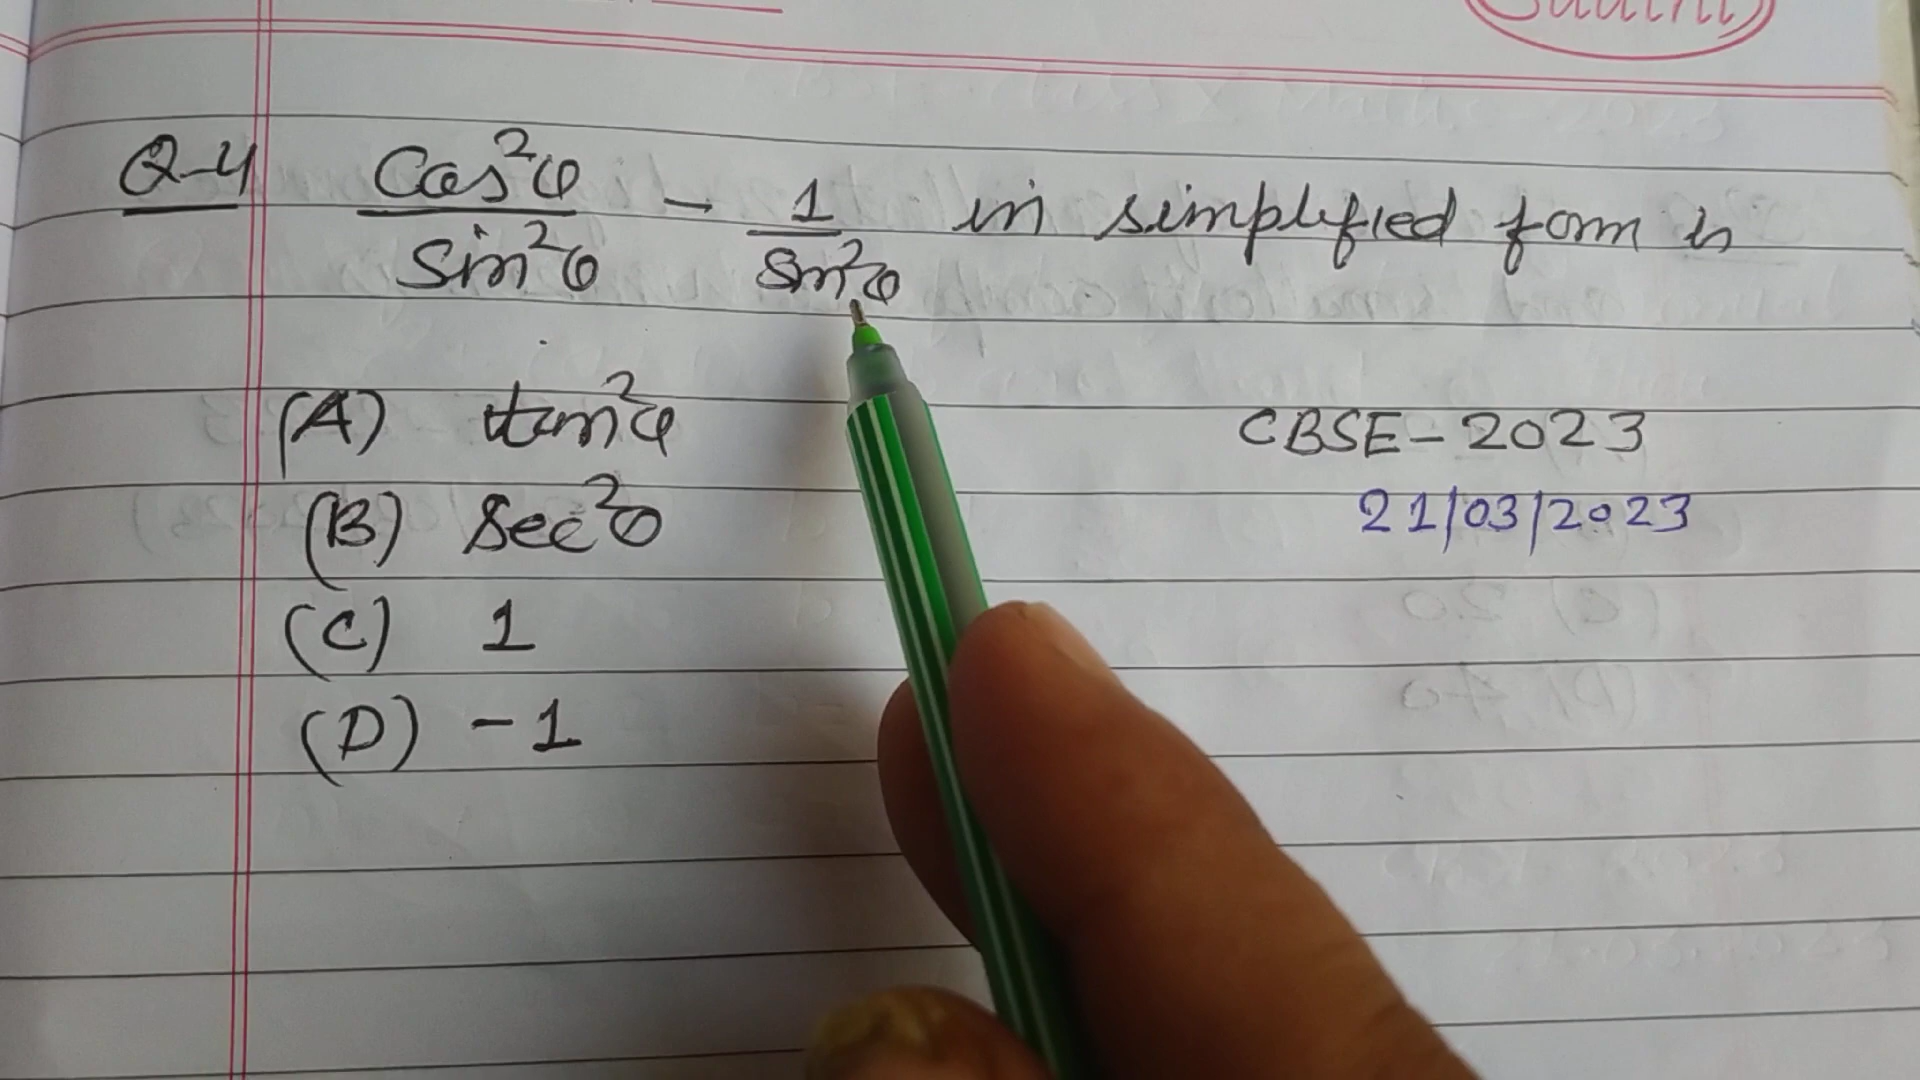 Q-4 Cos²θ/Sin²θ - 1/Sin²θ in simplified form is
(A) tan²θ
CBSE-2023
(B) Sec²θ
21/03/2023
(C) 1
(D) -1